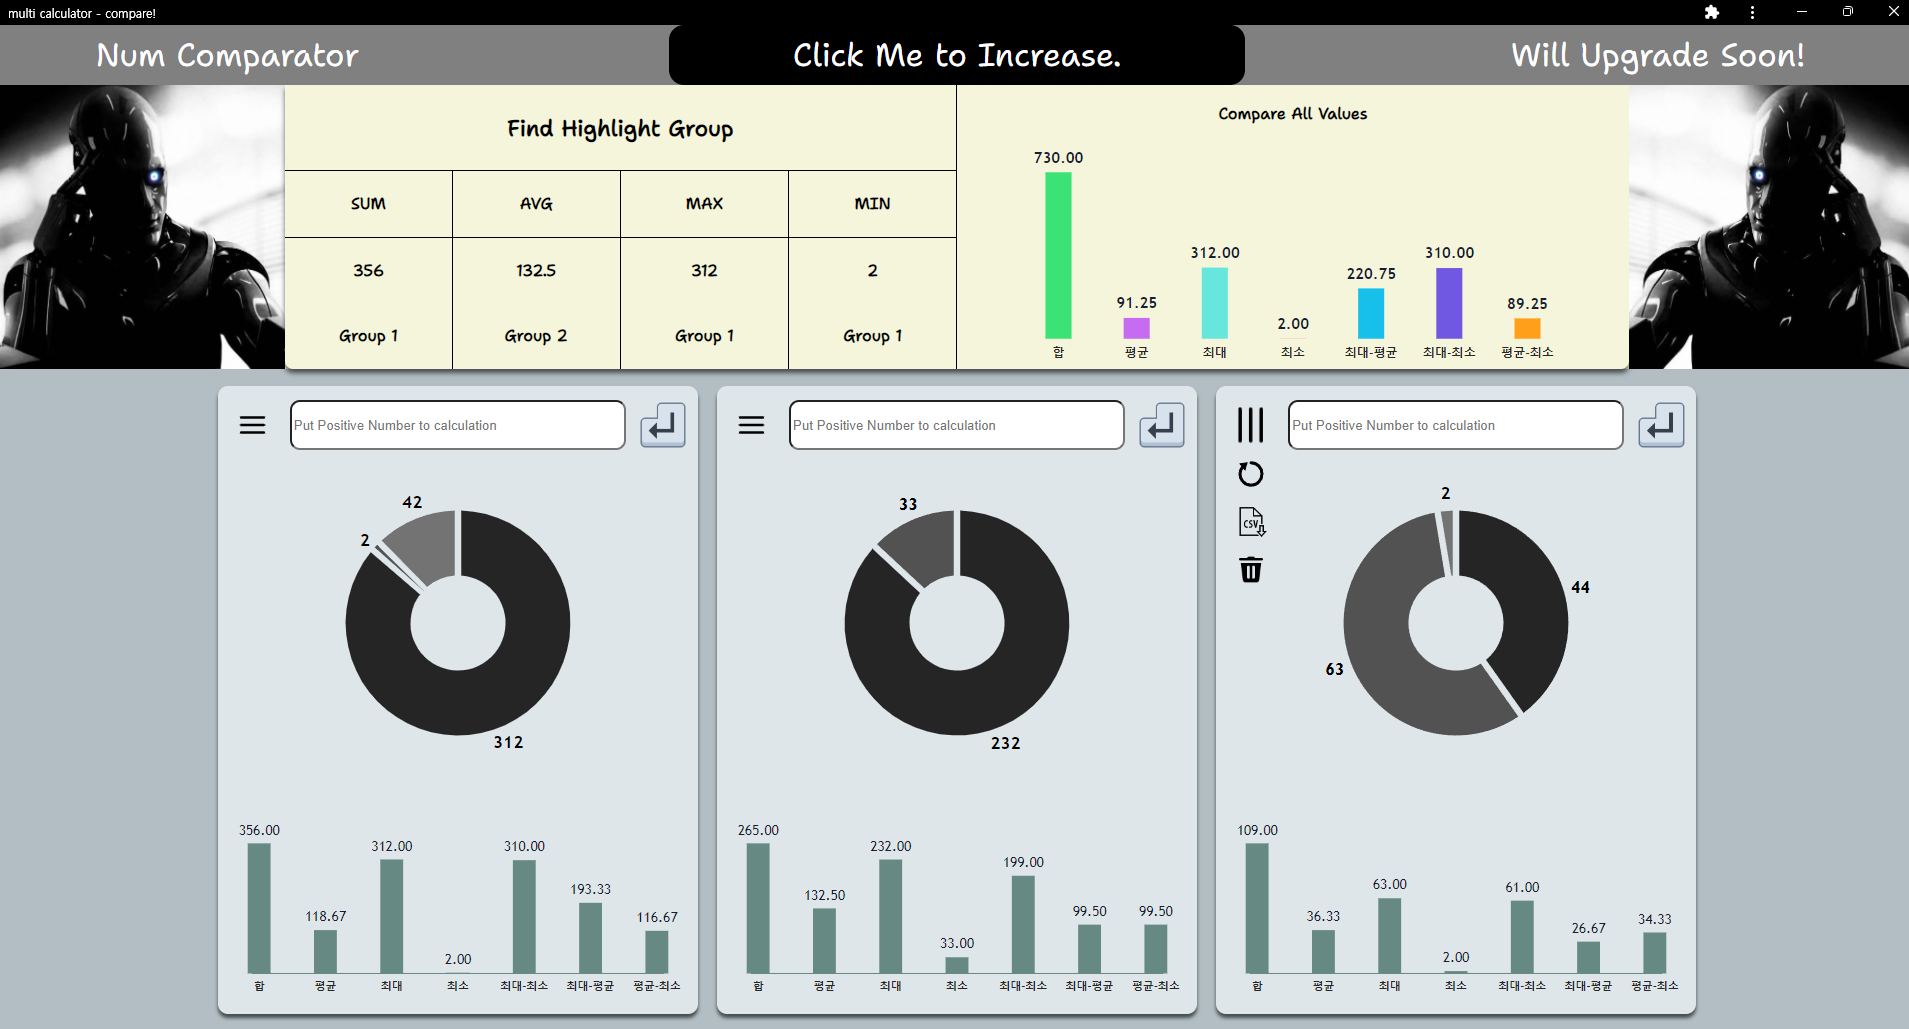 multi calculator - compare!
Num Comparator
Click Me to Increase.
Will Upgrade Soon!
Find Highlight Group
SUM AVG MAX MIN
356 132.5 312 2
Group 1 Group 2 Group 1 Group 1
Compare All Values
730.00 91.25 312.00 2.00 220.75 310.00 89.25
합 평균 최대 최소 최대-평균 최대-최소 평균-최소
Put Positive Number to calculation
42
2
312
356.00 118.67 312.00 2.00 310.00 193.33 116.67
합 평균 최대 최소 최대-최소 최대-평균 평균-최소
Put Positive Number to calculation
33
232
265.00 132.50 232.00 33.00 199.00 99.50 99.50
합 평균 최대 최소 최대-최소 최대-평균 평균-최소
Put Positive Number to calculation
CSV
2
44
63
109.00 36.33 63.00 2.00 61.00 26.67 34.33
합 평균 최대 최소 최대-최소 최대-평균 평균-최소